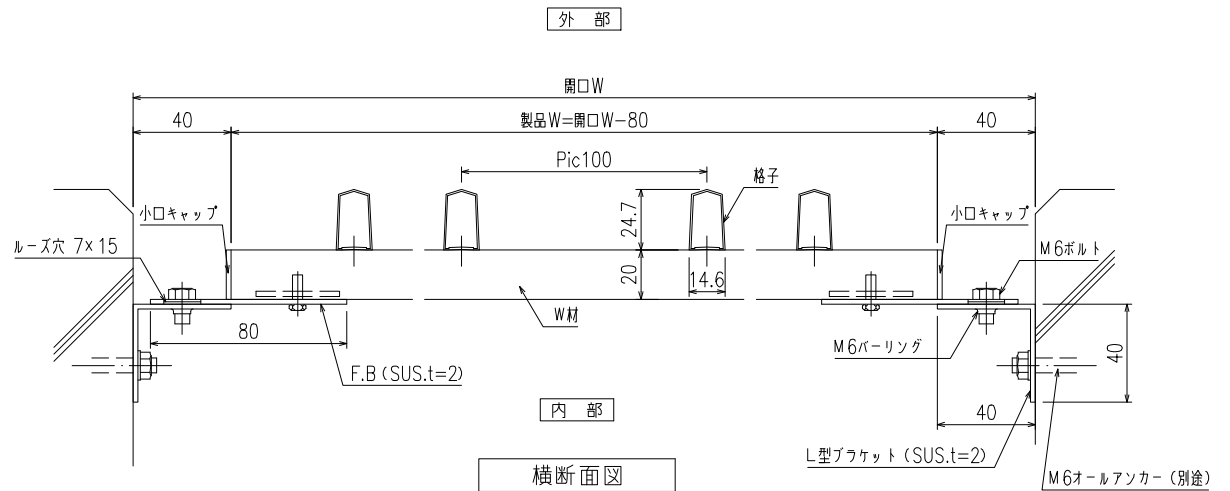 外 部
開口W
40
製品W=開口W-80
40
Pic100
格子
小口キャップ
24.7
小口キャップ
ルーズ穴 7×15
M6ボルト
20
14.6
W材
80
M6バーリング
40
F.B (SUS.t=2)
内 部
40
L型ブラケット (SUS.t=2)
横断面図
M6オールアンカー (別途)